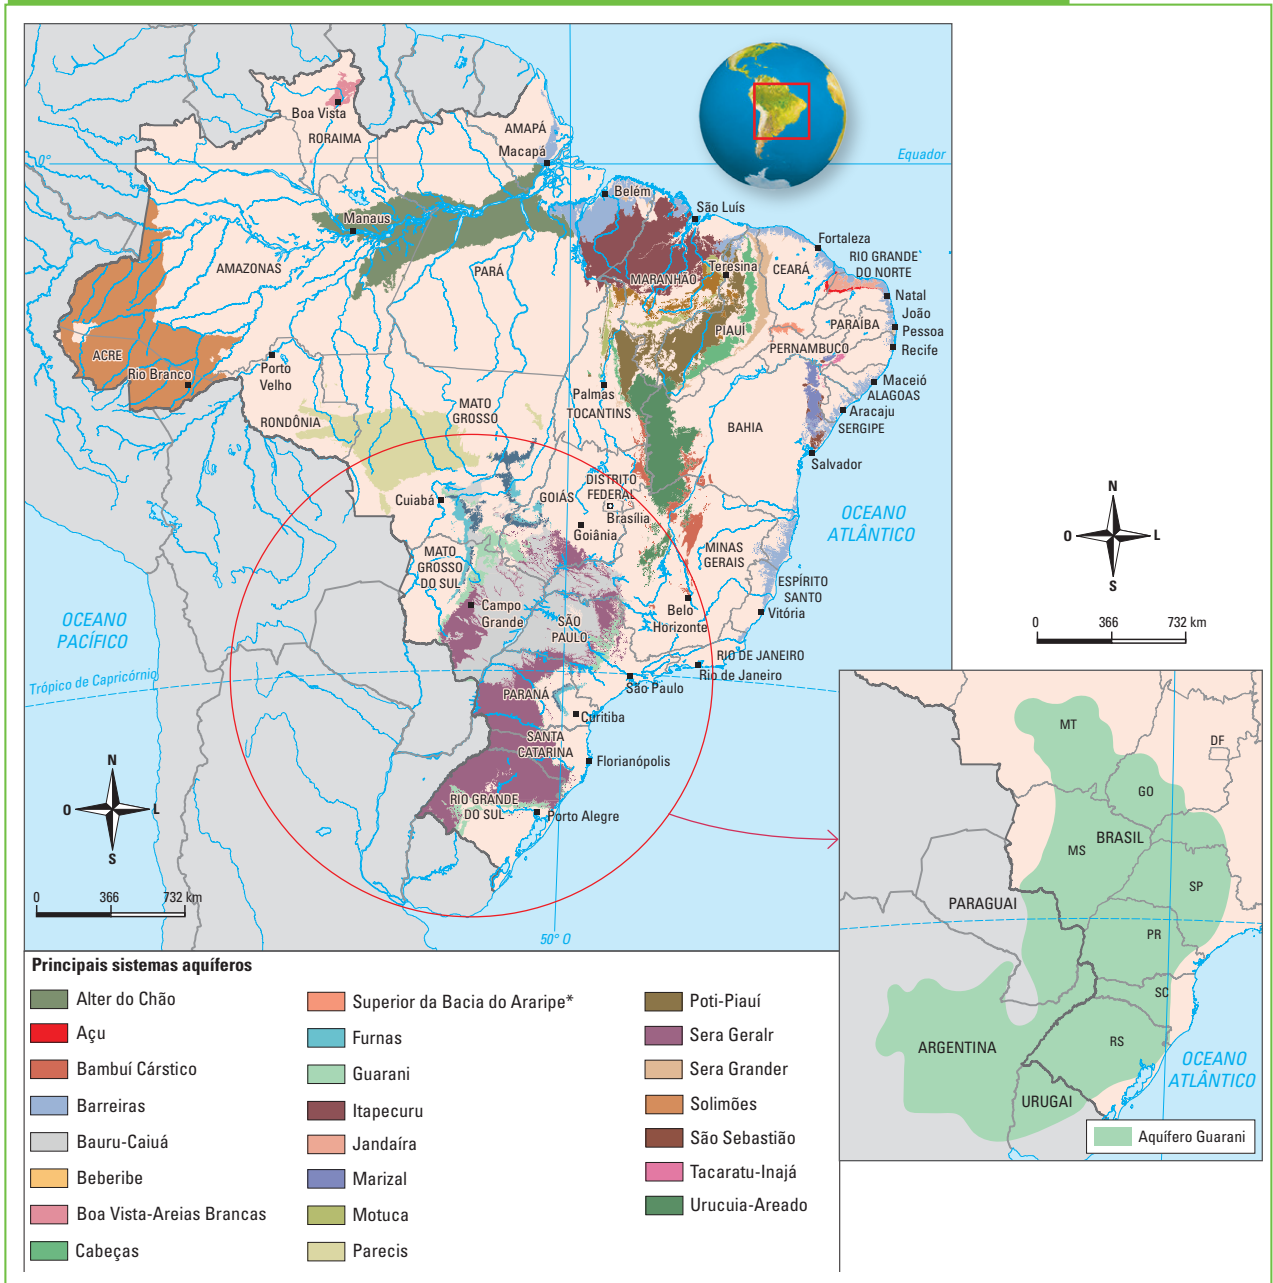 Boa Vista
RORAIMA
AMAPÁ
Macapá
0°
Equador
Belém
São Luís
Manaus
Fortaleza
RIO GRANDE
DO NORTE
AMAZONAS
PARÁ
MARANHÃO
Teresina
CEARÁ
Natal
João
Pessoa
PARAÍBA
PIAUÍ
PERNAMBUCO
Recife
ACRE
Rio Branco
Porto
Velho
Palmas
TOCANTINS
Maceió
ALAGOAS
Aracaju
SERGIPE
MATO
GROSSO
RONDÔNIA
BAHIA
Salvador
DISTRITO
FEDERAL
Cuiabá
GOIÁS
Brasília
Goiânia
OCEANO
ATLÂNTICO
MATO
GROSSO
DO SUL
MINAS
GERAIS
ESPÍRITO
SANTO
Vitória
Campo
Grande
SÃO
PAULO
Belo
Horizonte
OCEANO
PACÍFICO
RIO DE JANEIRO
Rio de Janeiro
São Paulo
Trópico de Capricórnio
PARANÁ
Curitiba
SANTA
CATARINA
Florianópolis
RIO GRANDE
DO SUL
Porto Alegre
N
O
L
S
0 366 732 km
50° O
N
O
L
S
0 366 732 km
MT
DF
GO
BRASIL
MS
SP
PARAGUAI
PR
SC
ARGENTINA
RS
OCEANO
ATLÂNTICO
URUGAI
Aquífero Guarani
Principais sistemas aquíferos
Alter do Chão
Açu
Bambuí Cárstico
Barreiras
Bauru-Caiuá
Beberibe
Boa Vista-Areias Brancas
Cabeças
Superior da Bacia do Araripe*
Furnas
Guarani
Itapecuru
Jandaíra
Marizal
Motuca
Parecis
Poti-Piauí
Sera Geralr
Sera Grander
Solimões
São Sebastião
Tacaratu-Inajá
Urucuia-Areado